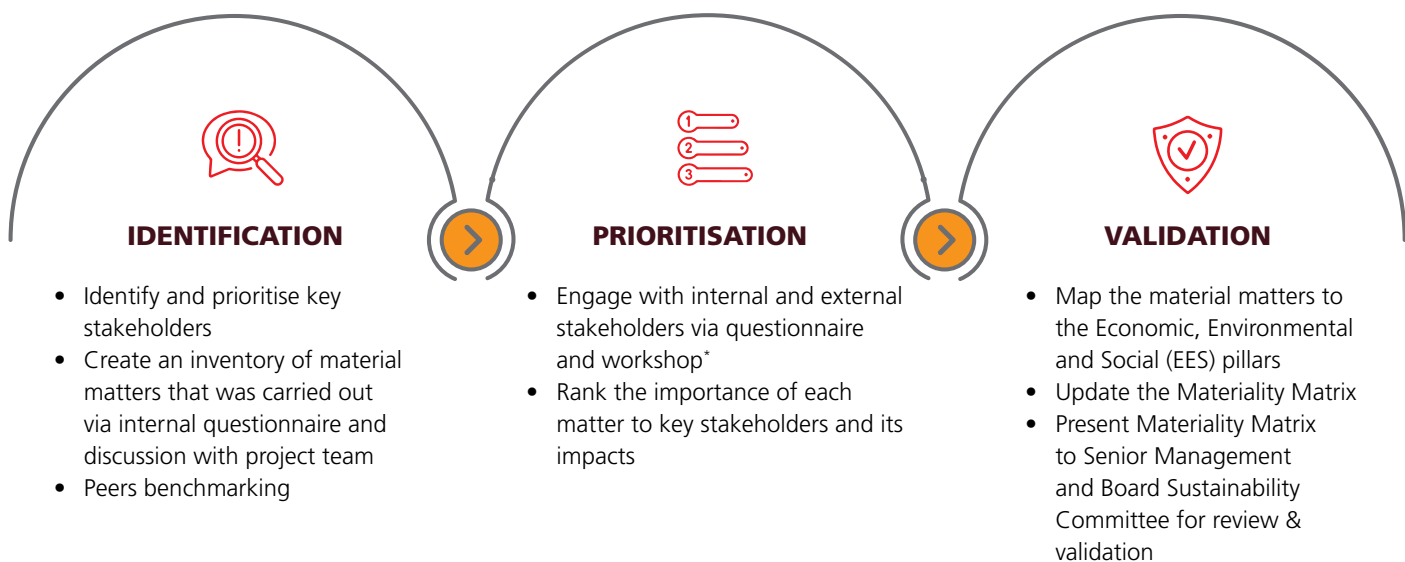 IDENTIFICATION
• Identify and prioritise key
stakeholders
• Create an inventory of material
matters that was carried out
via internal questionnaire and
discussion with project team
• Peers benchmarking
1
2
3
PRIORITISATION
• Engage with internal and external
stakeholders via questionnaire
and workshop*
• Rank the importance of each
matter to key stakeholders and its
impacts
VALIDATION
• Map the material matters to
the Economic, Environmental
and Social (EES) pillars
• Update the Materiality Matrix
• Present Materiality Matrix
to Senior Management
and Board Sustainability
Committee for review &
validation